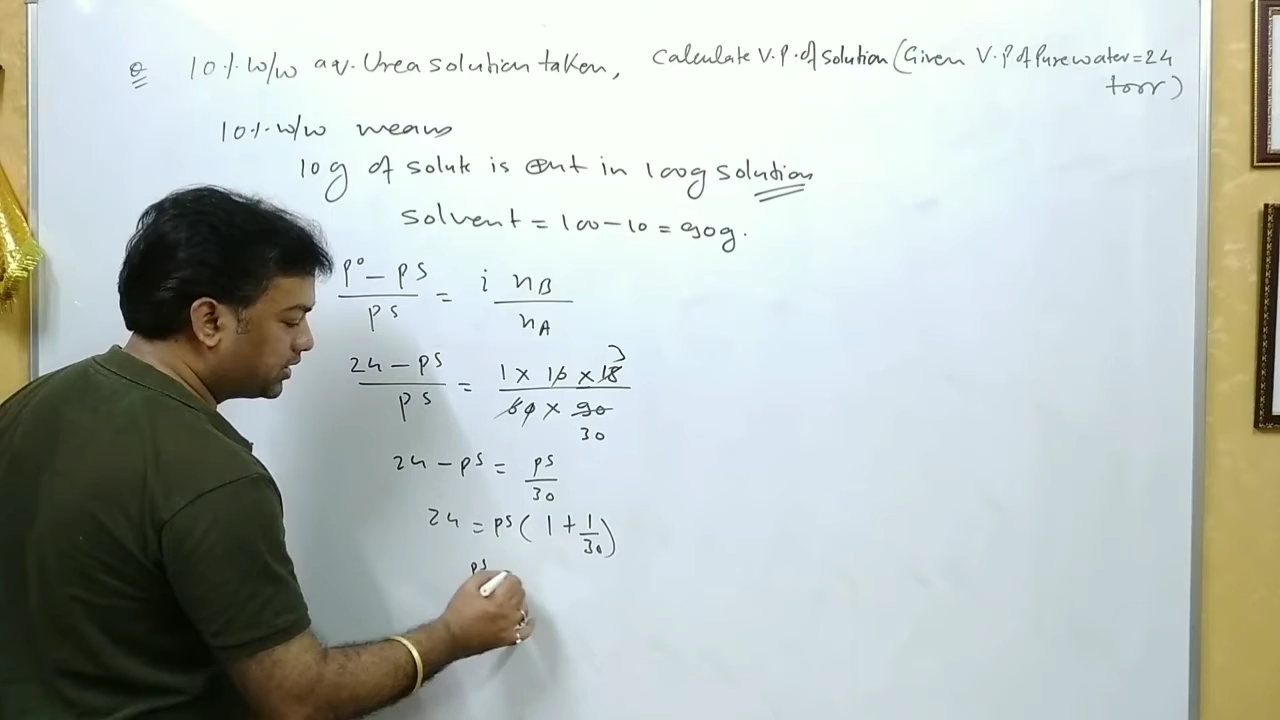 Q 10% w/w aq. Urea solution taken, Calculate V.P. of Solution (Given V.P of Pure water = 24 torr)
10% w/w means
10g of solute is present in 100g solution
Solvent = 100 - 10 = 90g.
p° - ps / ps = i nB / nA
24 - ps / ps = 1 × 10 × 18 3 / 60 × 90 30
24 - ps = ps / 30
24 = ps ( 1 + 1/30 )
ps